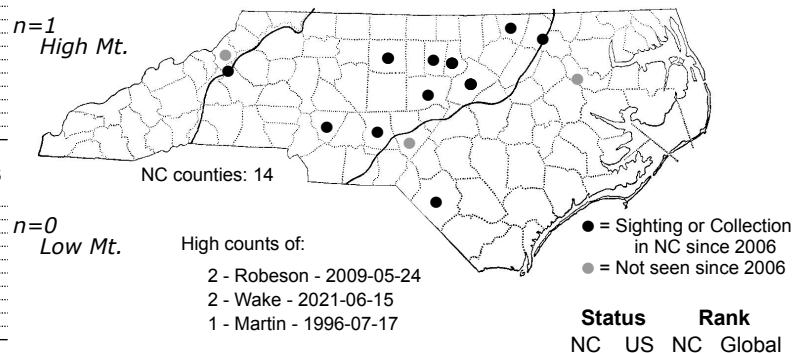 n=1
High Mt.
NC counties: 14
n=0
Low Mt.
High counts of:
2 - Robeson - 2009-05-24
2 - Wake - 2021-06-15
1 - Martin - 1996-07-17
● = Sighting or Collection
in NC since 2006
● = Not seen since 2006
Status Rank
NC US NC Global